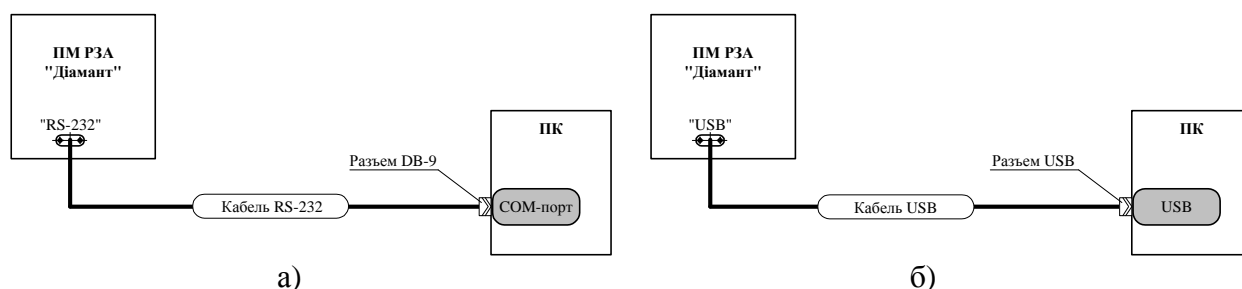 ПМ РЗА
"Діамант"
"RS-232"
ПК
Разъем DB-9
Кабель RS-232
COM-порт
а)
ПМ РЗА
"Діамант"
"USB"
ПК
Разъем USB
Кабель USB
USB
б)